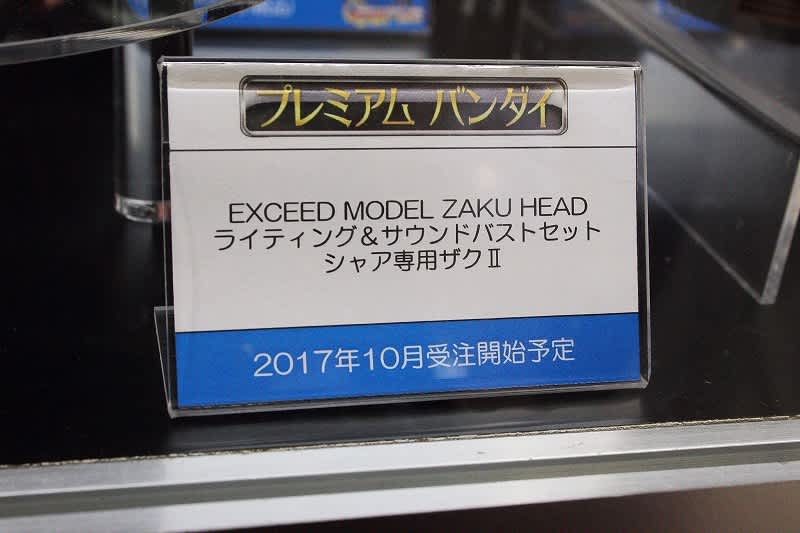 プレミアム バンダイ
EXCEED MODEL ZAKU HEAD
ライティング＆サウンドバストセット
シャア専用ザクⅡ
2017年10月受注開始予定